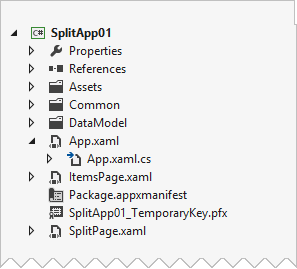 C# SplitApp01
Properties
References
Assets
Common
DataModel
App.xaml
App.xaml.cs
ItemsPage.xaml
Package.appxmanifest
SplitApp01_TemporaryKey.pfx
SplitPage.xaml